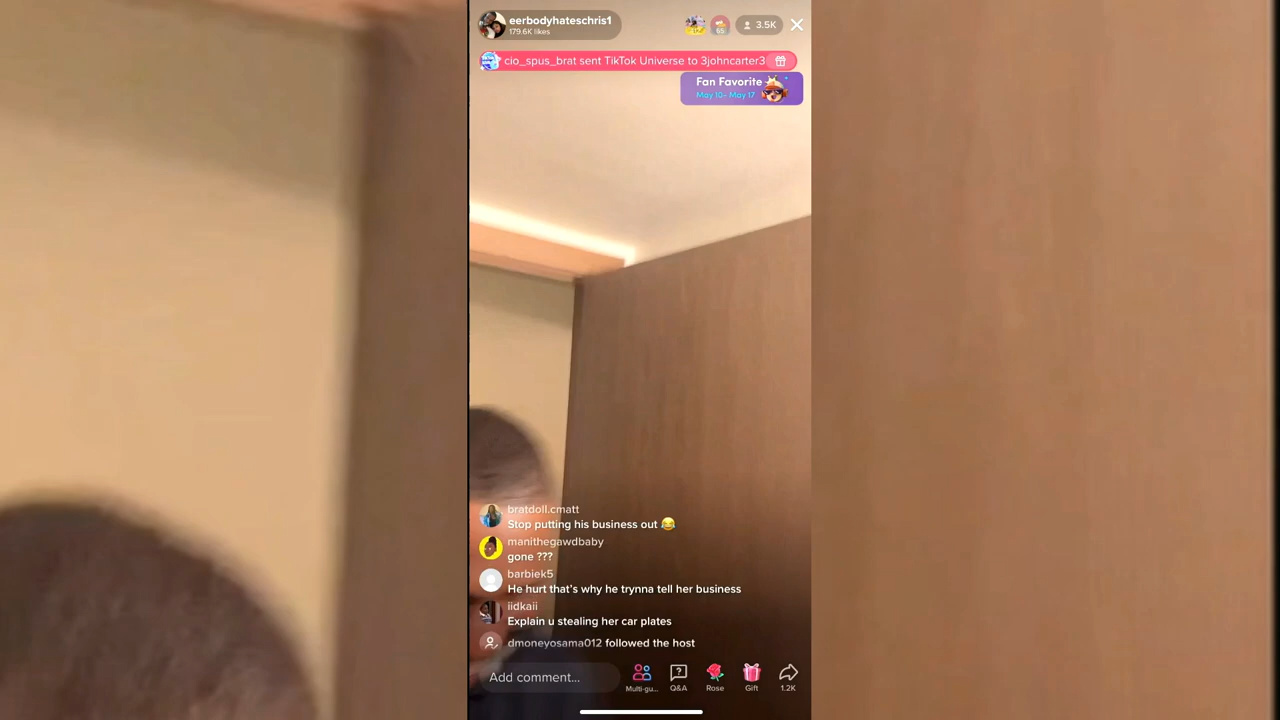 eerbodyhateschris1
179.6K likes
3.5K
cio_spus_brat sent TikTok Universe to 3johncarter3
Fan Favorite
May 10- May 17
bratdoll.cmatt
Stop putting his business out 😂
manithegawdbaby
gone ???
barbiek5
He hurt that’s why he trynna tell her business
iidkaii
Explain u stealing her car plates
dmoneyosama012 followed the host
Add comment...
Multi-gu...
Q&A
Rose
Gift
1.2K